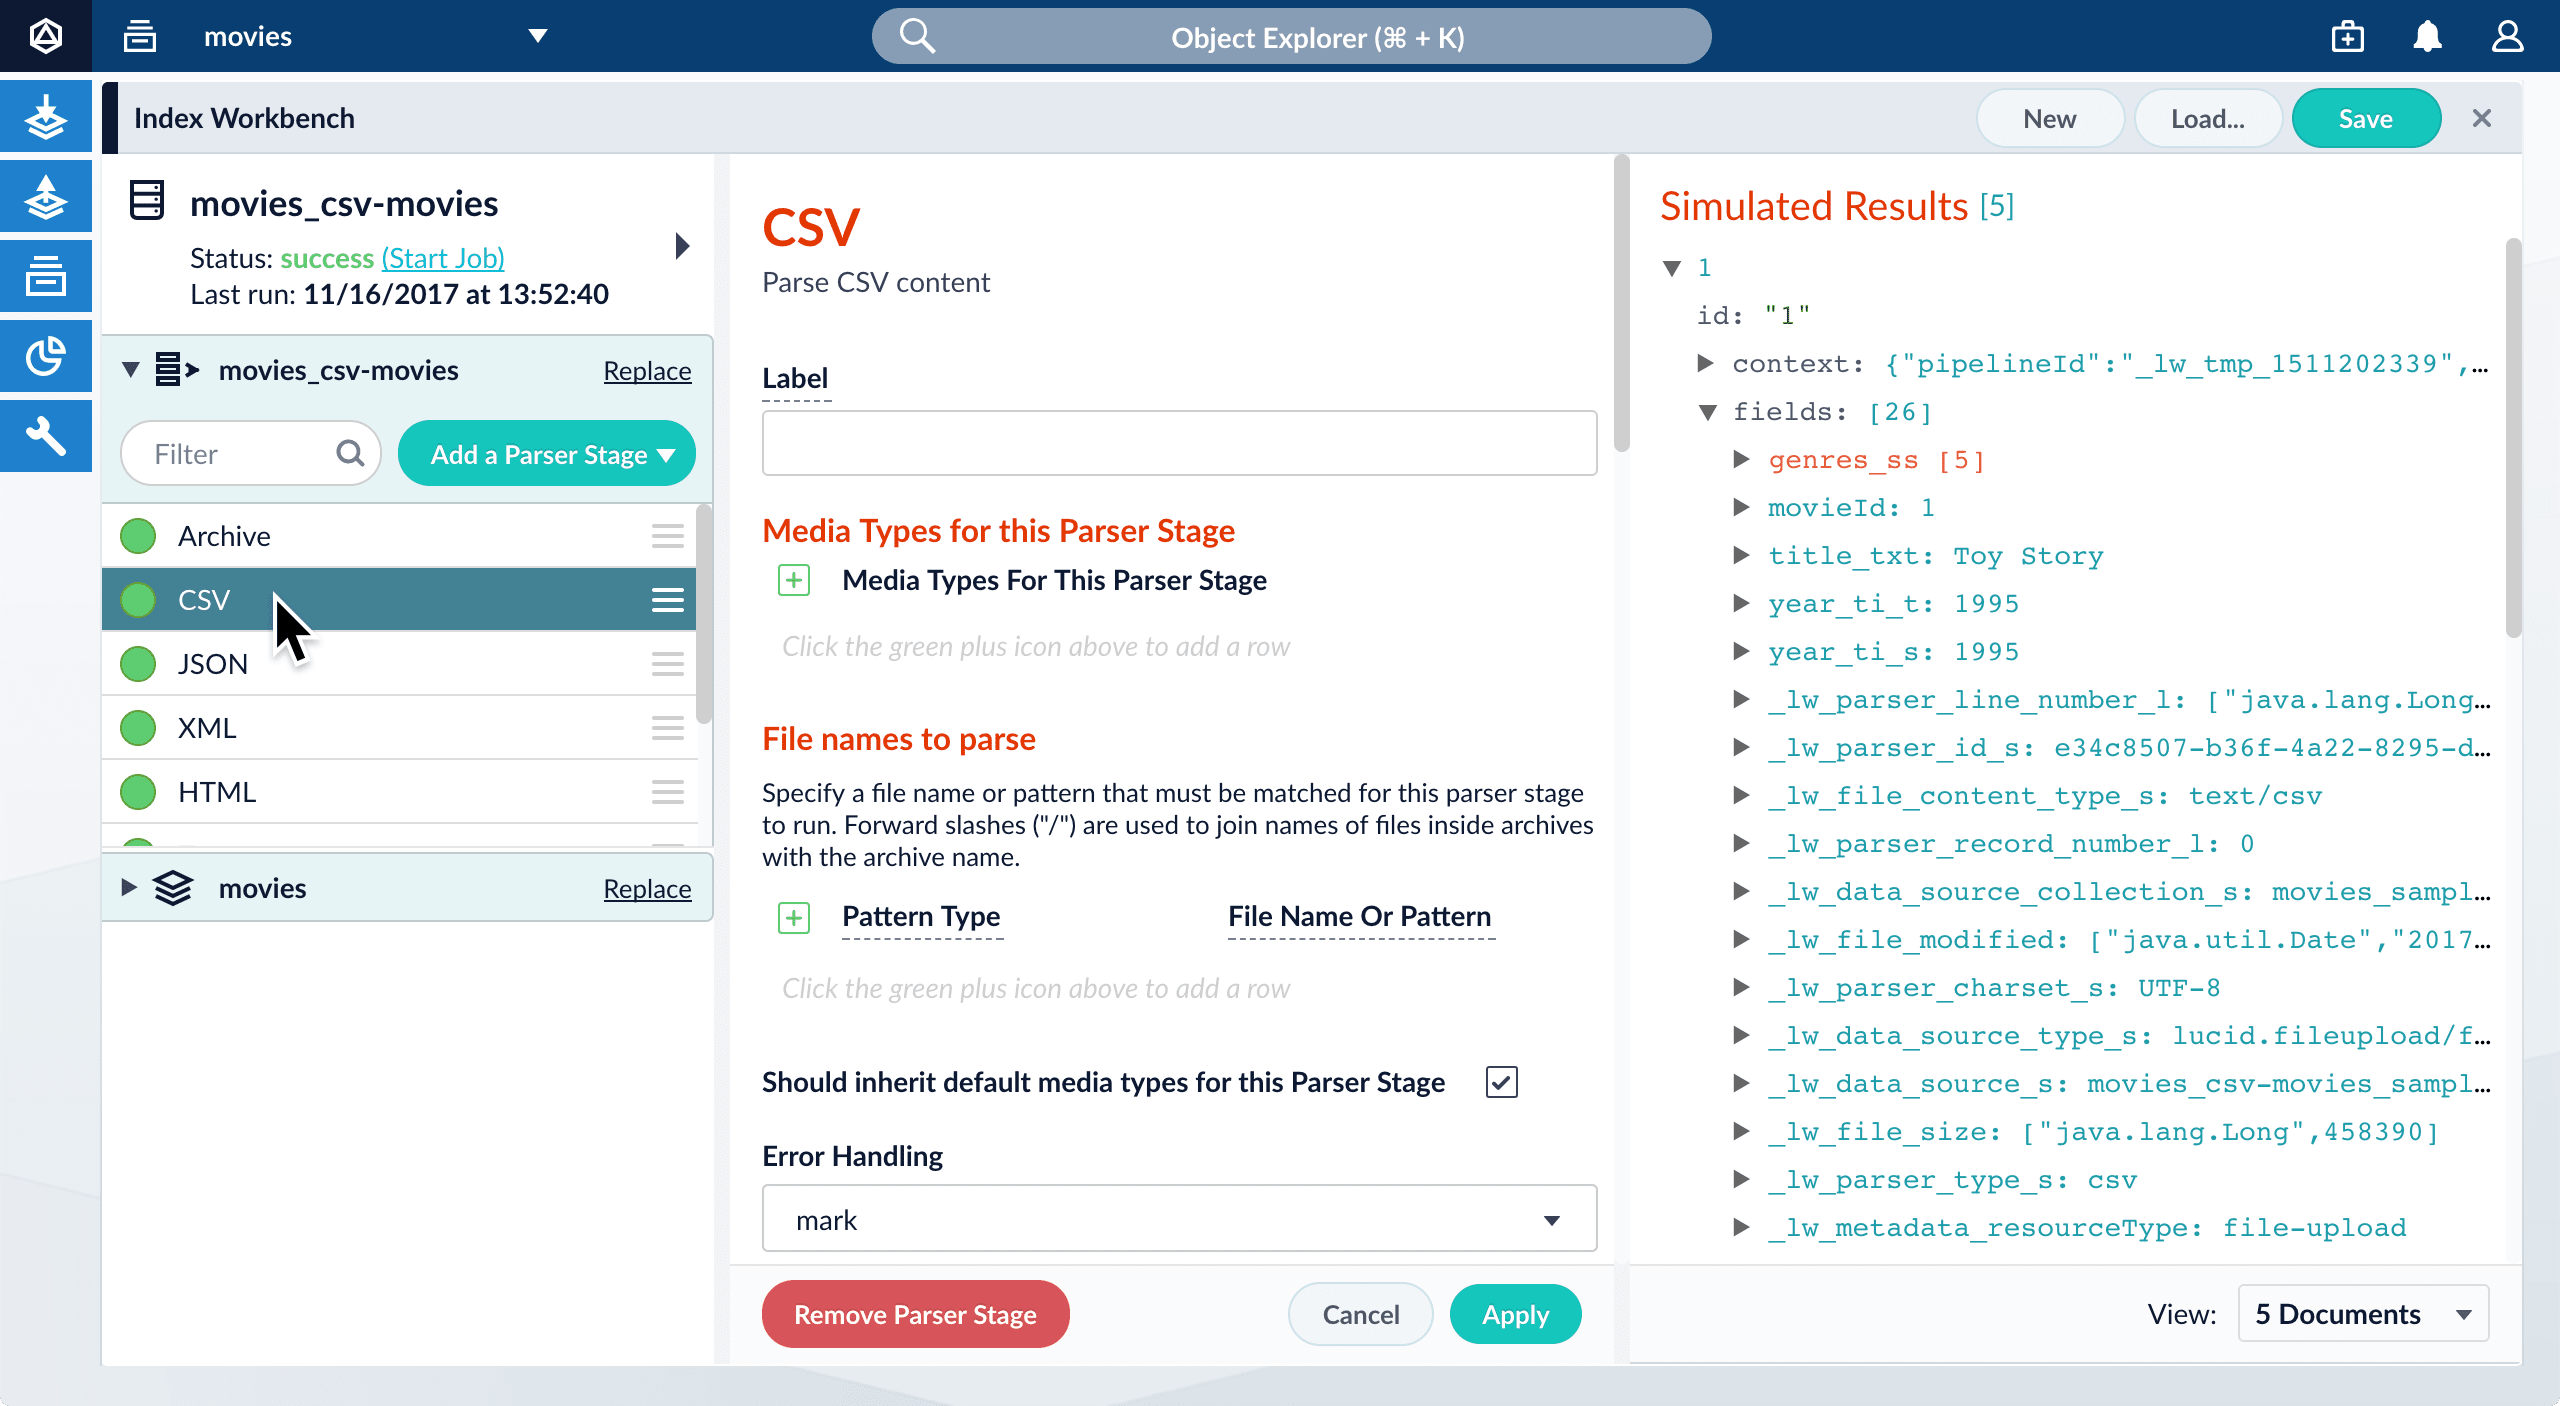 movies
Object Explorer (⌘ + K)
Index Workbench
New
Load...
Save
movies_csv-movies
Status: success (Start Job)
Last run: 11/16/2017 at 13:52:40
movies_csv-movies
Replace
Filter
Add a Parser Stage
Archive
CSV
JSON
XML
HTML
movies
Replace
CSV
Parse CSV content
Label
Media Types for this Parser Stage
Media Types For This Parser Stage
Click the green plus icon above to add a row
File names to parse
Specify a file name or pattern that must be matched for this parser stage
to run. Forward slashes ("/") are used to join names of files inside archives
with the archive name.
Pattern Type
File Name Or Pattern
Click the green plus icon above to add a row
Should inherit default media types for this Parser Stage
Error Handling
mark
Remove Parser Stage
Cancel
Apply
Simulated Results [5]
1
id: "1"
context: {"pipelineId":"_lw_tmp_1511202339",...
fields: [26]
genres_ss [5]
movieId: 1
title_txt: Toy Story
year_ti_t: 1995
year_ti_s: 1995
_lw_parser_line_number_l: ["java.lang.Long...
_lw_parser_id_s: e34c8507-b36f-4a22-8295-d...
_lw_file_content_type_s: text/csv
_lw_parser_record_number_l: 0
_lw_data_source_collection_s: movies_sampl...
_lw_file_modified: ["java.util.Date","2017...
_lw_parser_charset_s: UTF-8
_lw_data_source_type_s: lucid.fileupload/f...
_lw_data_source_s: movies_csv-movies_sampl...
_lw_file_size: ["java.lang.Long",458390]
_lw_parser_type_s: csv
_lw_metadata_resourceType: file-upload
View:
5 Documents